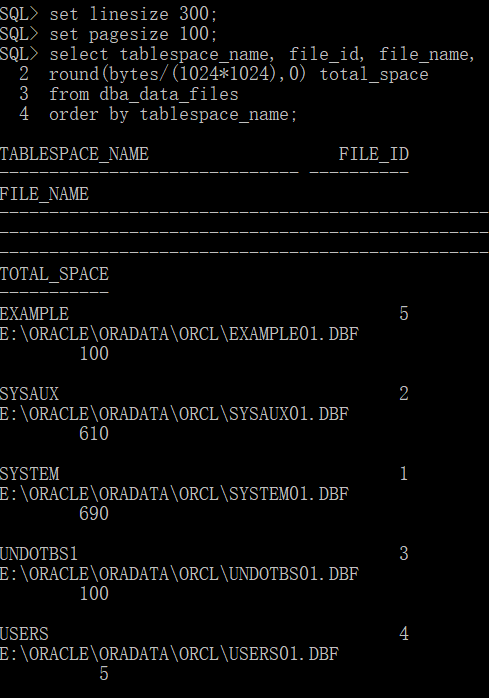 SQL> set linesize 300;
SQL> set pagesize 100;
SQL> select tablespace_name, file_id, file_name,
  2  round(bytes/(1024*1024),0) total_space
  3  from dba_data_files
  4  order by tablespace_name;

TABLESPACE_NAME                   FILE_ID
------------------------------ ----------
FILE_NAME
-------------------------------------------------
-------------------------------------------------
-------------------------------------------------
TOTAL_SPACE
-----------
EXAMPLE                                 5
E:\ORACLE\ORADATA\ORCL\EXAMPLE01.DBF
        100

SYSAUX                                  2
E:\ORACLE\ORADATA\ORCL\SYSAUX01.DBF
        610

SYSTEM                                  1
E:\ORACLE\ORADATA\ORCL\SYSTEM01.DBF
        690

UNDOTBS1                                3
E:\ORACLE\ORADATA\ORCL\UNDOTBS01.DBF
        100

USERS                                   4
E:\ORACLE\ORADATA\ORCL\USERS01.DBF
          5